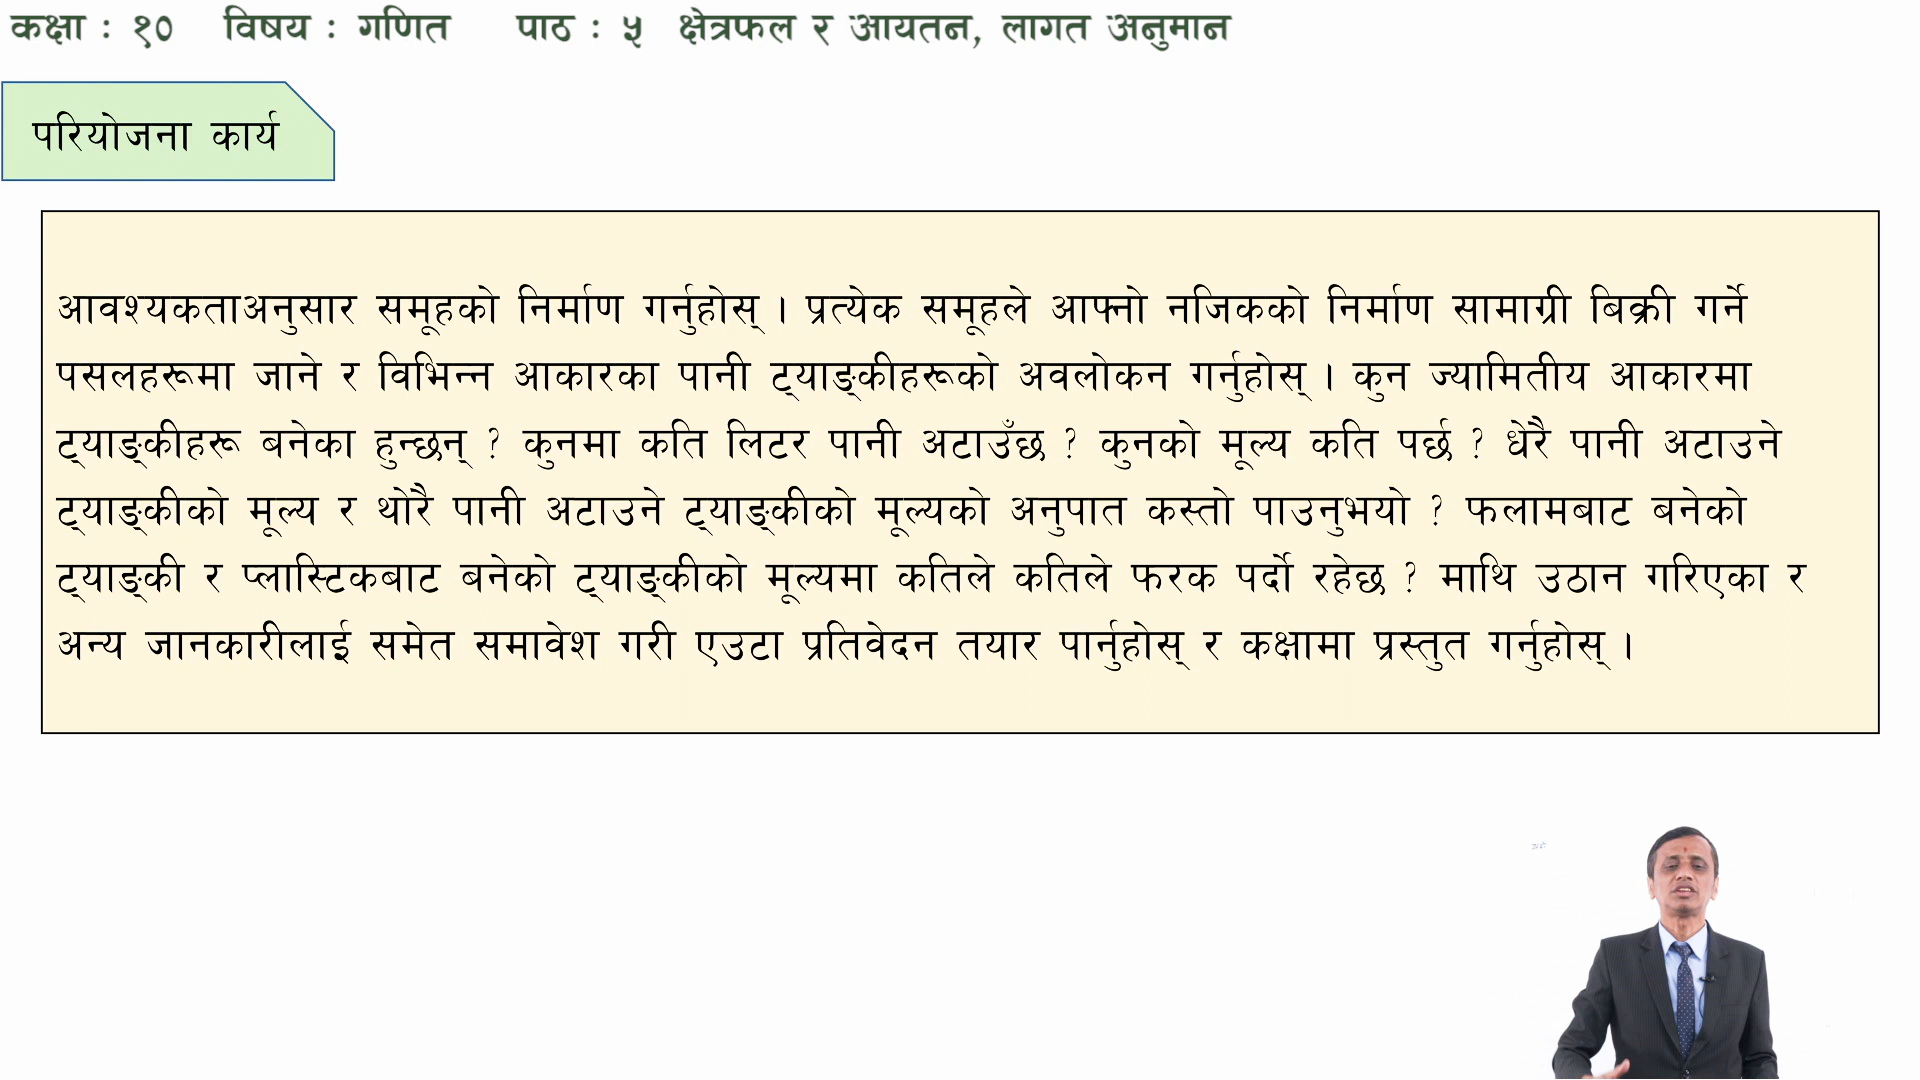 कक्षा : १० विषय : गणित पाठ : ५ क्षेत्रफल र आयतन, लागत अनुमान
परियोजना कार्य
आवश्यकताअनुसार समूहको निर्माण गर्नुहोस् । प्रत्येक समूहले आफ्नो नजिकको निर्माण सामाग्री बिक्री गर्ने
पसलहरूमा जाने र विभिन्न आकारका पानी ट्याङ्कीहरूको अवलोकन गर्नुहोस् । कुन ज्यामितीय आकारमा
ट्याङ्कीहरू बनेका हुन्छन् ? कुनमा कति लिटर पानी अटाउँछ ? कुनको मूल्य कति पर्छ ? धेरै पानी अटाउने
ट्याङ्कीको मूल्य र थोरै पानी अटाउने ट्याङ्कीको मूल्यको अनुपात कस्तो पाउनुभयो ? फलामबाट बनेको
ट्याङ्की र प्लास्टिकबाट बनेको ट्याङ्कीको मूल्यमा कतिले कतिले फरक पर्दो रहेछ ? माथि उठान गरिएका र
अन्य जानकारीलाई समेत समावेश गरी एउटा प्रतिवेदन तयार पार्नुहोस् र कक्षामा प्रस्तुत गर्नुहोस् ।